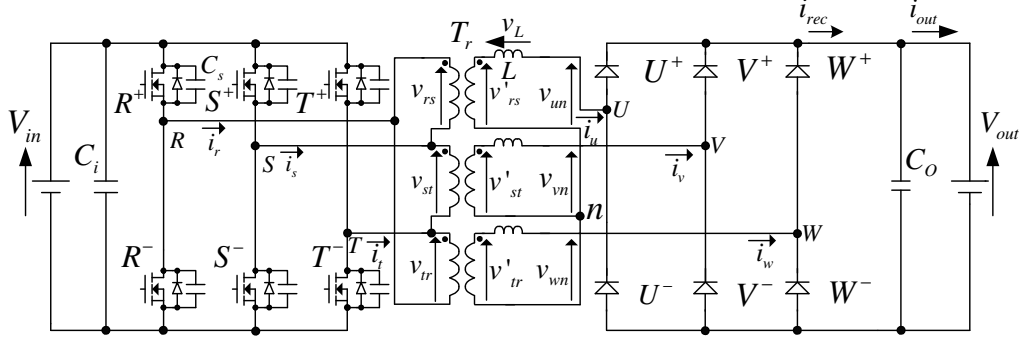 i_rec i_out
T_r v_L
L
C_s
R^+ S^+ T^+
v_rs v'_rs v_un
U^+ V^+ W^+
U
V_in
C_i
R i_r
S i_s
i_u
V
i_v
V_out
C_O
v_st v'_st v_vn
n
T i_t
W
i_w
R^- S^- T^-
v_tr v'_tr v_wn
U^- V^- W^-